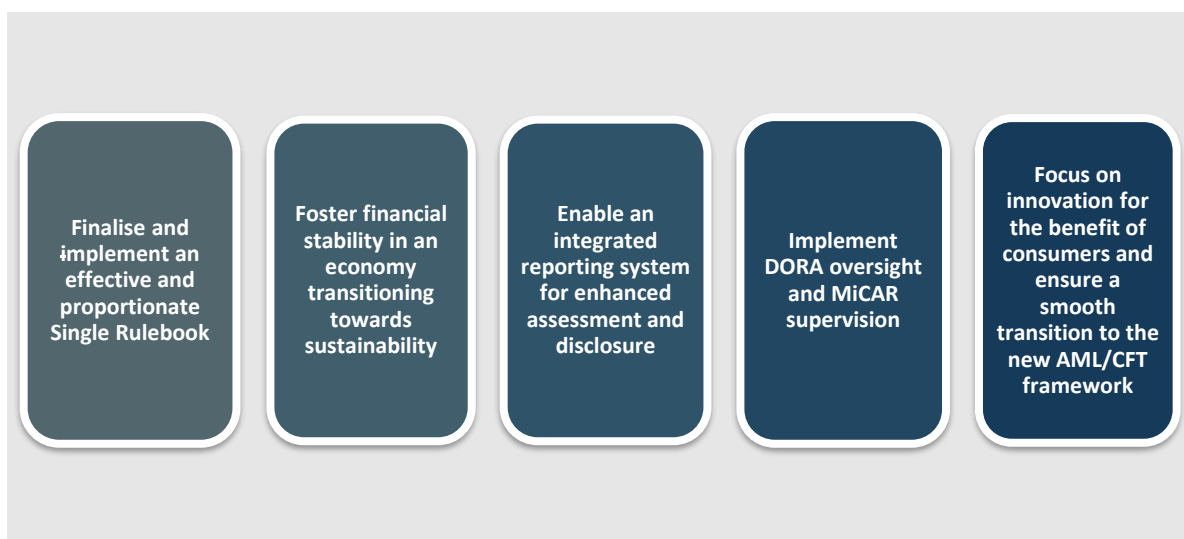 Finalise and
implement an
effective and
proportionate
Single Rulebook
Foster financial
stability in an
economy
transitioning
towards
sustainability
Enable an
integrated
reporting system
for enhanced
assessment and
disclosure
Implement
DORA oversight
and MiCAR
supervision
Focus on
innovation for
the benefit of
consumers and
ensure a
smooth
transition to the
new AML/CFT
framework